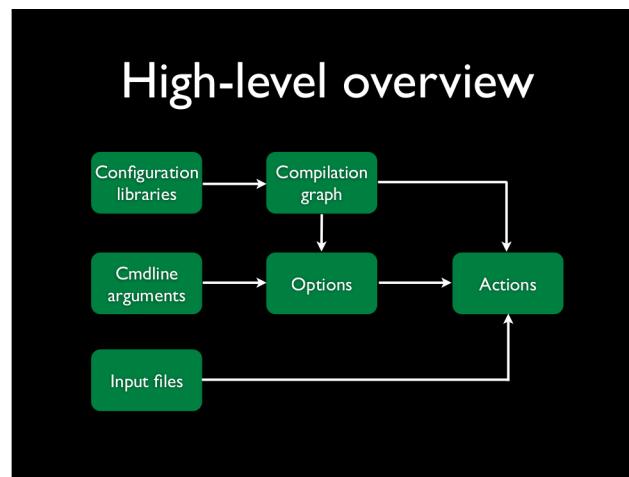 High-level overview
Configuration
libraries
Compilation
graph
Cmdline
arguments
Options
Actions
Input files